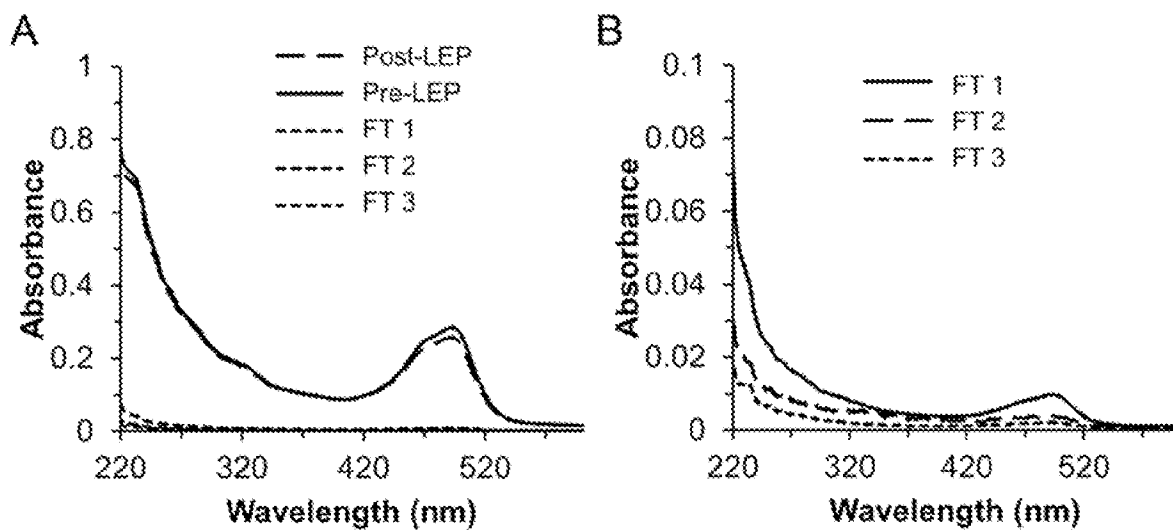 A
Post-LEP
Pre-LEP
FT 1
FT 2
FT 3
1
0.8
0.6
0.4
0.2
0
Absorbance
220
320
420
520
Wavelength (nm)
B
FT 1
FT 2
FT 3
0.1
0.08
0.06
0.04
0.02
0
Absorbance
220
320
420
520
Wavelength (nm)